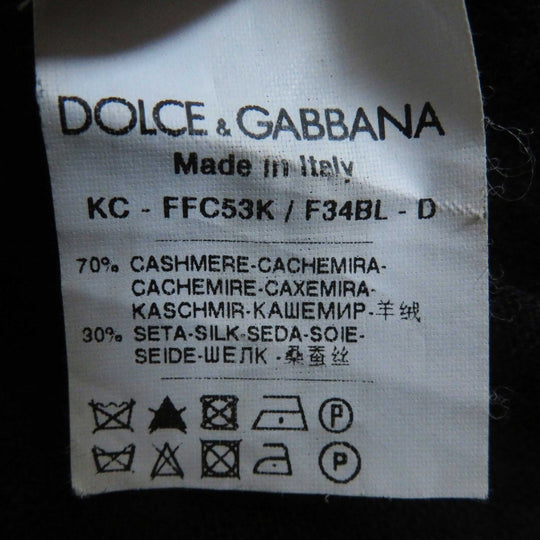 DOLCE & GABBANA
Made in Italy
KC - FFC53K / F34BL - D
70% CASHMERE-CACHEMIRA-
CACHEMIRE-CAXEMIRA-
KASCHMIR-КАШЕМИР-羊绒
30% SETA-SILK-SEDA-SOIE-
SEIDE-ШЕЛК -桑蚕丝
P
P